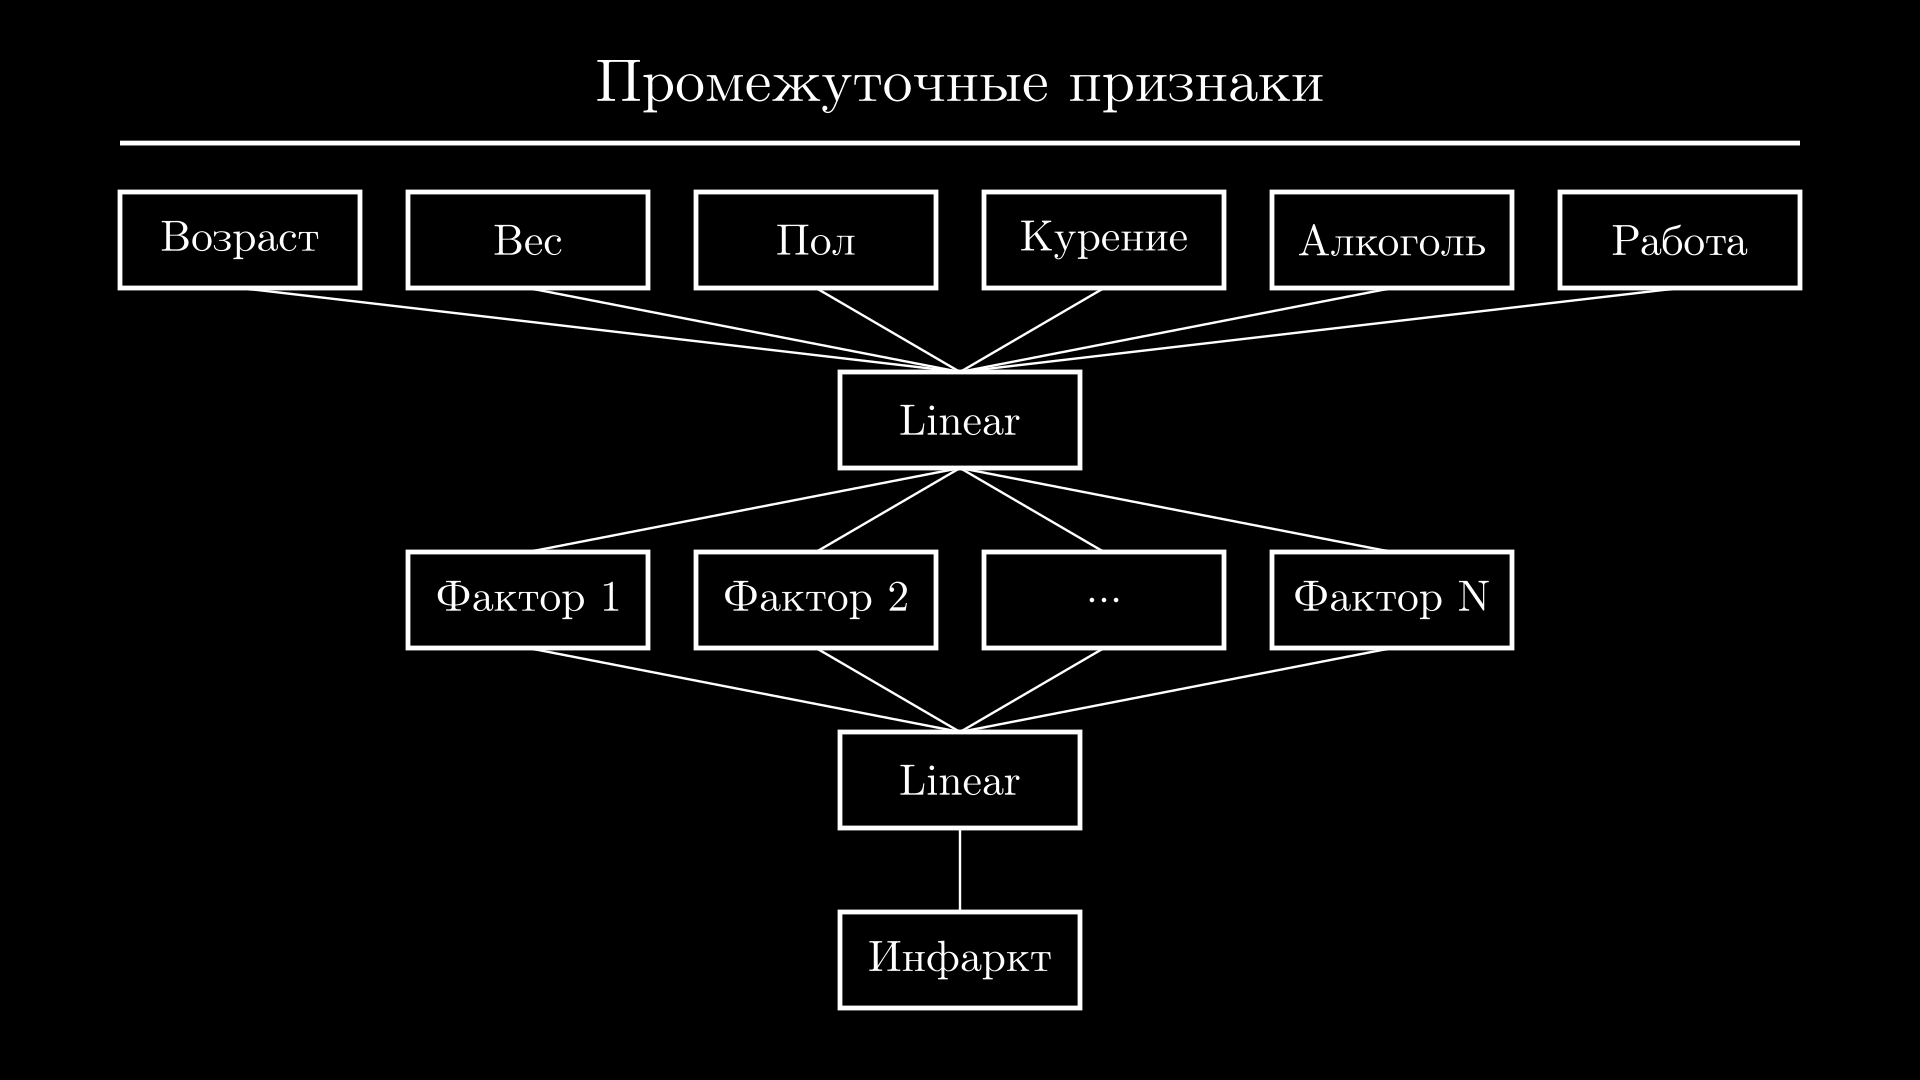 Промежуточные признаки
Возраст
Вес
Пол
Курение
Алкоголь
Работа
Linear
Фактор 1
Фактор 2
...
Фактор N
Linear
Инфаркт